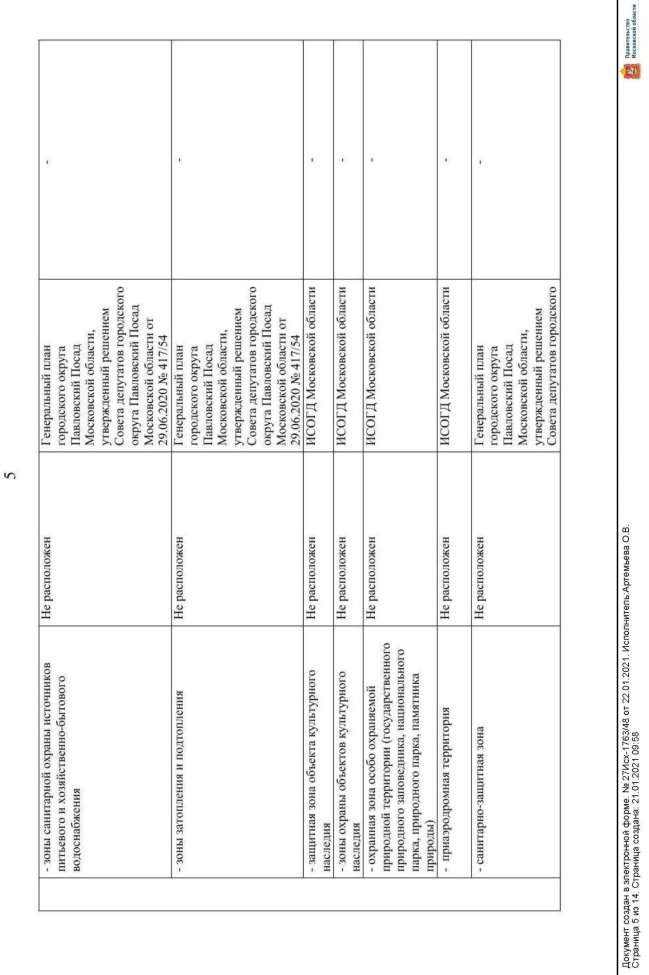 5
- зоны санитарной охраны источников
питьевого и хозяйственно-бытового
водоснабжения
Не расположен
Генеральный план
городского округа
Павловский Посад
Московской области,
утвержденный решением
Совета депутатов городского
округа Павловский Посад
Московской области от
29.06.2020 № 417/54
-
- зоны затопления и подтопления
Не расположен
Генеральный план
городского округа
Павловский Посад
Московской области,
утвержденный решением
Совета депутатов городского
округа Павловский Посад
Московской области от
29.06.2020 № 417/54
-
- защитная зона объекта культурного
наследия
Не расположен
ИСОГД Московской области
-
- зоны охраны объектов культурного
наследия
Не расположен
ИСОГД Московской области
-
- охранная зона особо охраняемой
природной территории (государственного
природного заповедника, национального
парка, природного парка, памятника
природы)
Не расположен
ИСОГД Московской области
-
- приаэродромная территория
Не расположен
ИСОГД Московской области
-
- санитарно-защитная зона
Не расположен
Генеральный план
городского округа
Павловский Посад
Московской области,
утвержденный решением
Совета депутатов городского
-
Документ создан в электронной форме. № 27Исх-1763/48 от 22.01.2021. Исполнитель:Артемьева О.В.
Страница 5 из 14. Страница создана: 21.01.2021 09:58
Правительство
Московской области